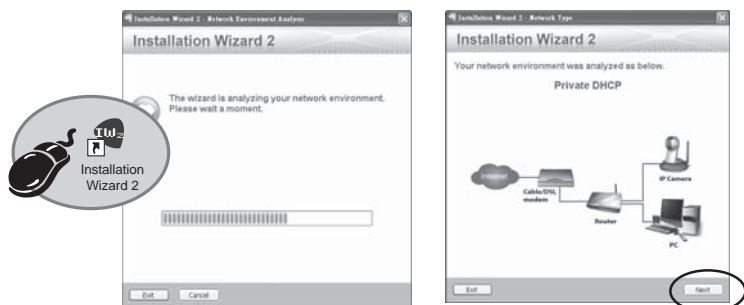 Installation Wizard 2 - Network Environment Analysis
Installation Wizard 2
The wizard is analyzing your network environment.
Please wait a moment.
IW2
Installation
Wizard 2
Exit
Cancel
Installation Wizard 2 - Network Type
Installation Wizard 2
Your network environment was analyzed as below.
Private DHCP
Internet
Cable/DSL
modem
Router
IP Camera
PC
Exit
Next